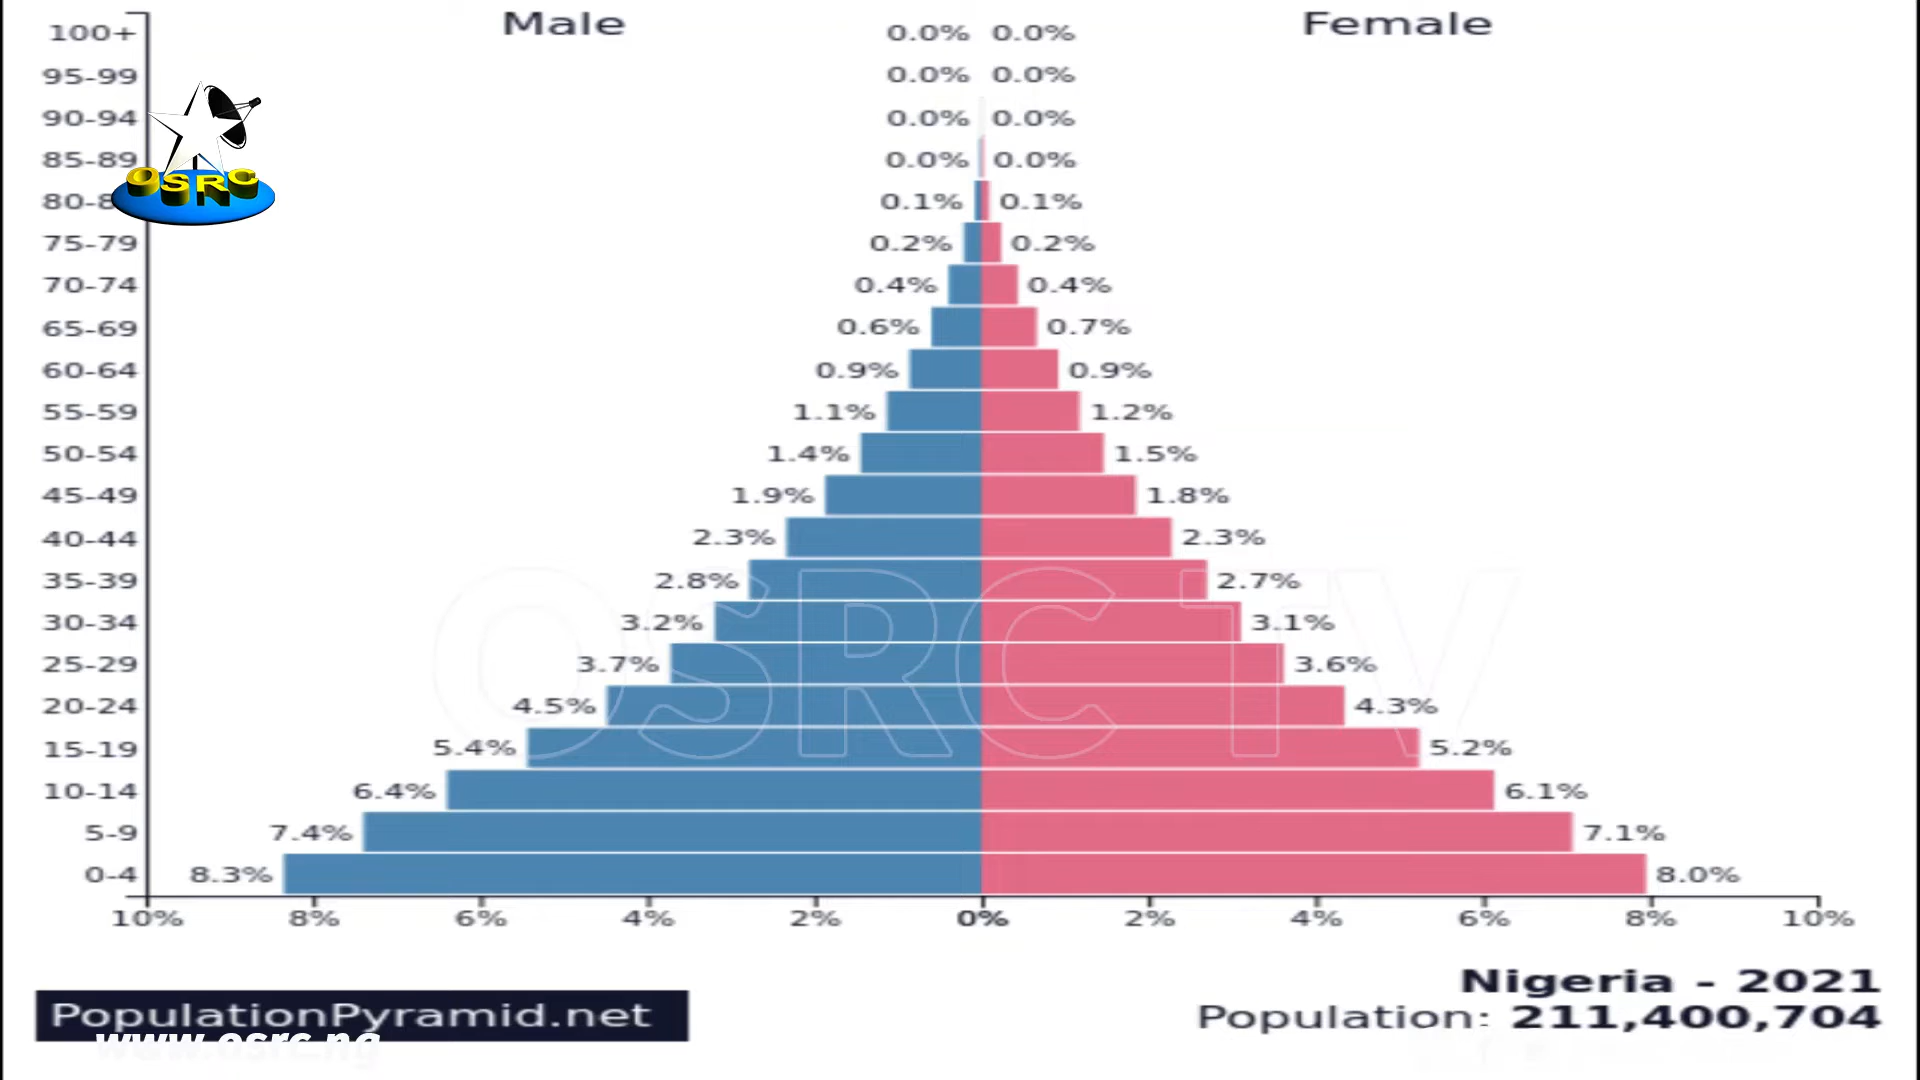 Male Female
100+ 0.0% 0.0%
95-99 0.0% 0.0%
90-94 0.0% 0.0%
85-89 0.0% 0.0%
80-8 0.1% 0.1%
75-79 0.2% 0.2%
70-74 0.4% 0.4%
65-69 0.6% 0.7%
60-64 0.9% 0.9%
55-59 1.1% 1.2%
50-54 1.4% 1.5%
45-49 1.9% 1.8%
40-44 2.3% 2.3%
35-39 2.8% 2.7%
30-34 3.2% 3.1%
25-29 3.7% 3.6%
20-24 4.5% 4.3%
15-19 5.4% 5.2%
10-14 6.4% 6.1%
5-9 7.4% 7.1%
0-4 8.3% 8.0%
10% 8% 6% 4% 2% 0% 2% 4% 6% 8% 10%
OSRC
OSRC TV
Nigeria - 2021
PopulationPyramid.net Population: 211,400,704
www.osrc.ng